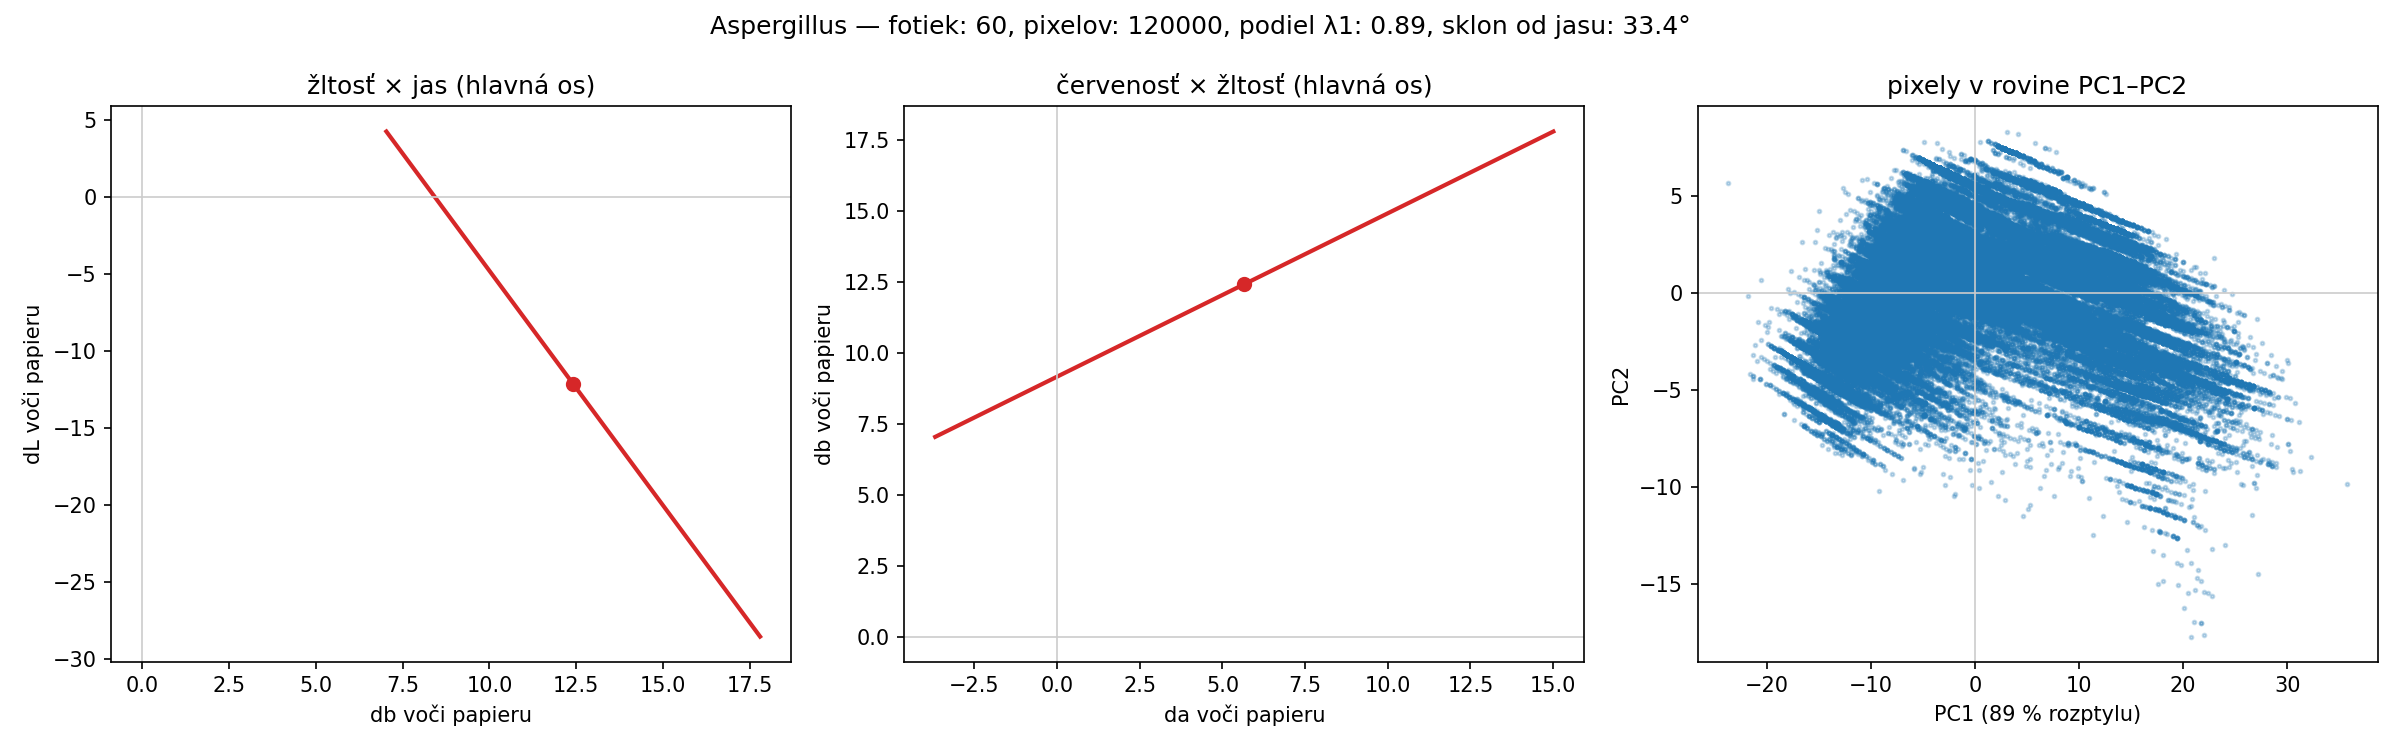 Aspergillus — fotiek: 60, pixelov: 120000, podiel λ1: 0.89, sklon od jasu: 33.4°
žltosť × jas (hlavná os)
5
0
−5
−10
−15
−20
−25
−30
dL voči papieru
0.0 2.5 5.0 7.5 10.0 12.5 15.0 17.5
db voči papieru
červenosť × žltosť (hlavná os)
17.5
15.0
12.5
10.0
7.5
5.0
2.5
0.0
db voči papieru
−2.5 0.0 2.5 5.0 7.5 10.0 12.5 15.0
da voči papieru
pixely v rovine PC1–PC2
5
0
−5
−10
−15
PC2
−20 −10 0 10 20 30
PC1 (89 % rozptylu)